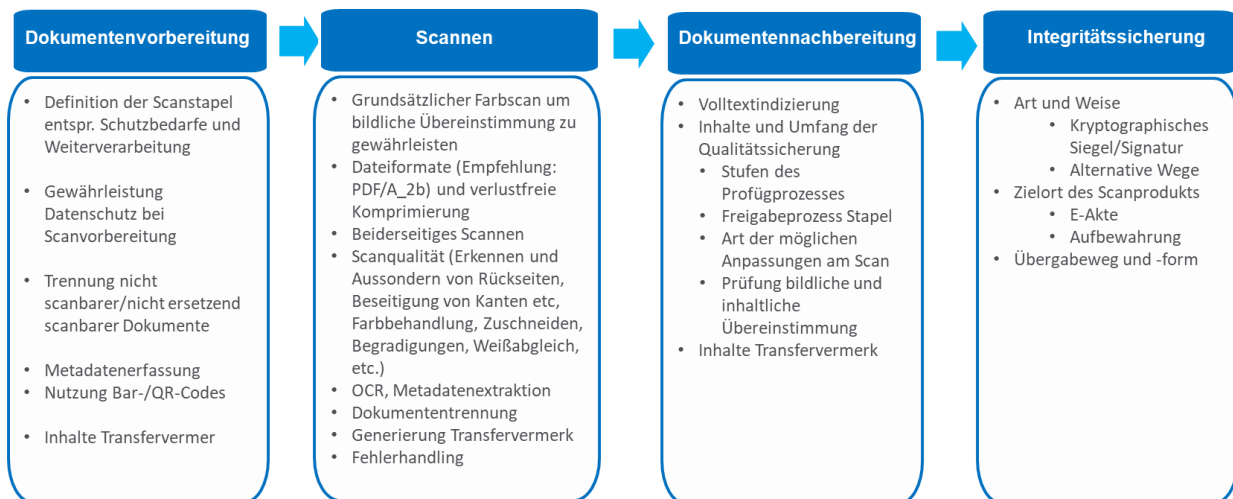 Dokumentenvorbereitung
• Definition der Scanstapel
entspr. Schutzbedarfe und
Weiterverarbeitung
• Gewährleistung
Datenschutz bei
Scanvorbereitung
• Trennung nicht
scanbarer/nicht ersetzend
scanbarer Dokumente
• Metadatenerfassung
• Nutzung Bar-/QR-Codes
• Inhalte Transfervermer
Scannen
• Grundsätzlicher Farbscan um
bildliche Übereinstimmung zu
gewährleisten
• Dateiformate (Empfehlung:
PDF/A_2b) und verlustfreie
Komprimierung
• Beiderseitiges Scannen
• Scanqualität (Erkennen und
Aussondern von Rückseiten,
Beseitigung von Kanten etc,
Farbbehandlung, Zuschneiden,
Begradigungen, Weißabgleich,
etc.)
• OCR, Metadatenextraktion
• Dokumententrennung
• Generierung Transfervermerk
• Fehlerhandling
Dokumentennachbereitung
• Volltextindizierung
• Inhalte und Umfang der
Qualitätssicherung
• Stufen des
Profügprozesses
• Freigabeprozess Stapel
• Art der möglichen
Anpassungen am Scan
• Prüfung bildliche und
inhaltliche
Übereinstimmung
• Inhalte Transfervermerk
Integritätssicherung
• Art und Weise
• Kryptographisches
Siegel/Signatur
• Alternative Wege
• Zielort des Scanprodukts
• E-Akte
• Aufbewahrung
• Übergabeweg und -form